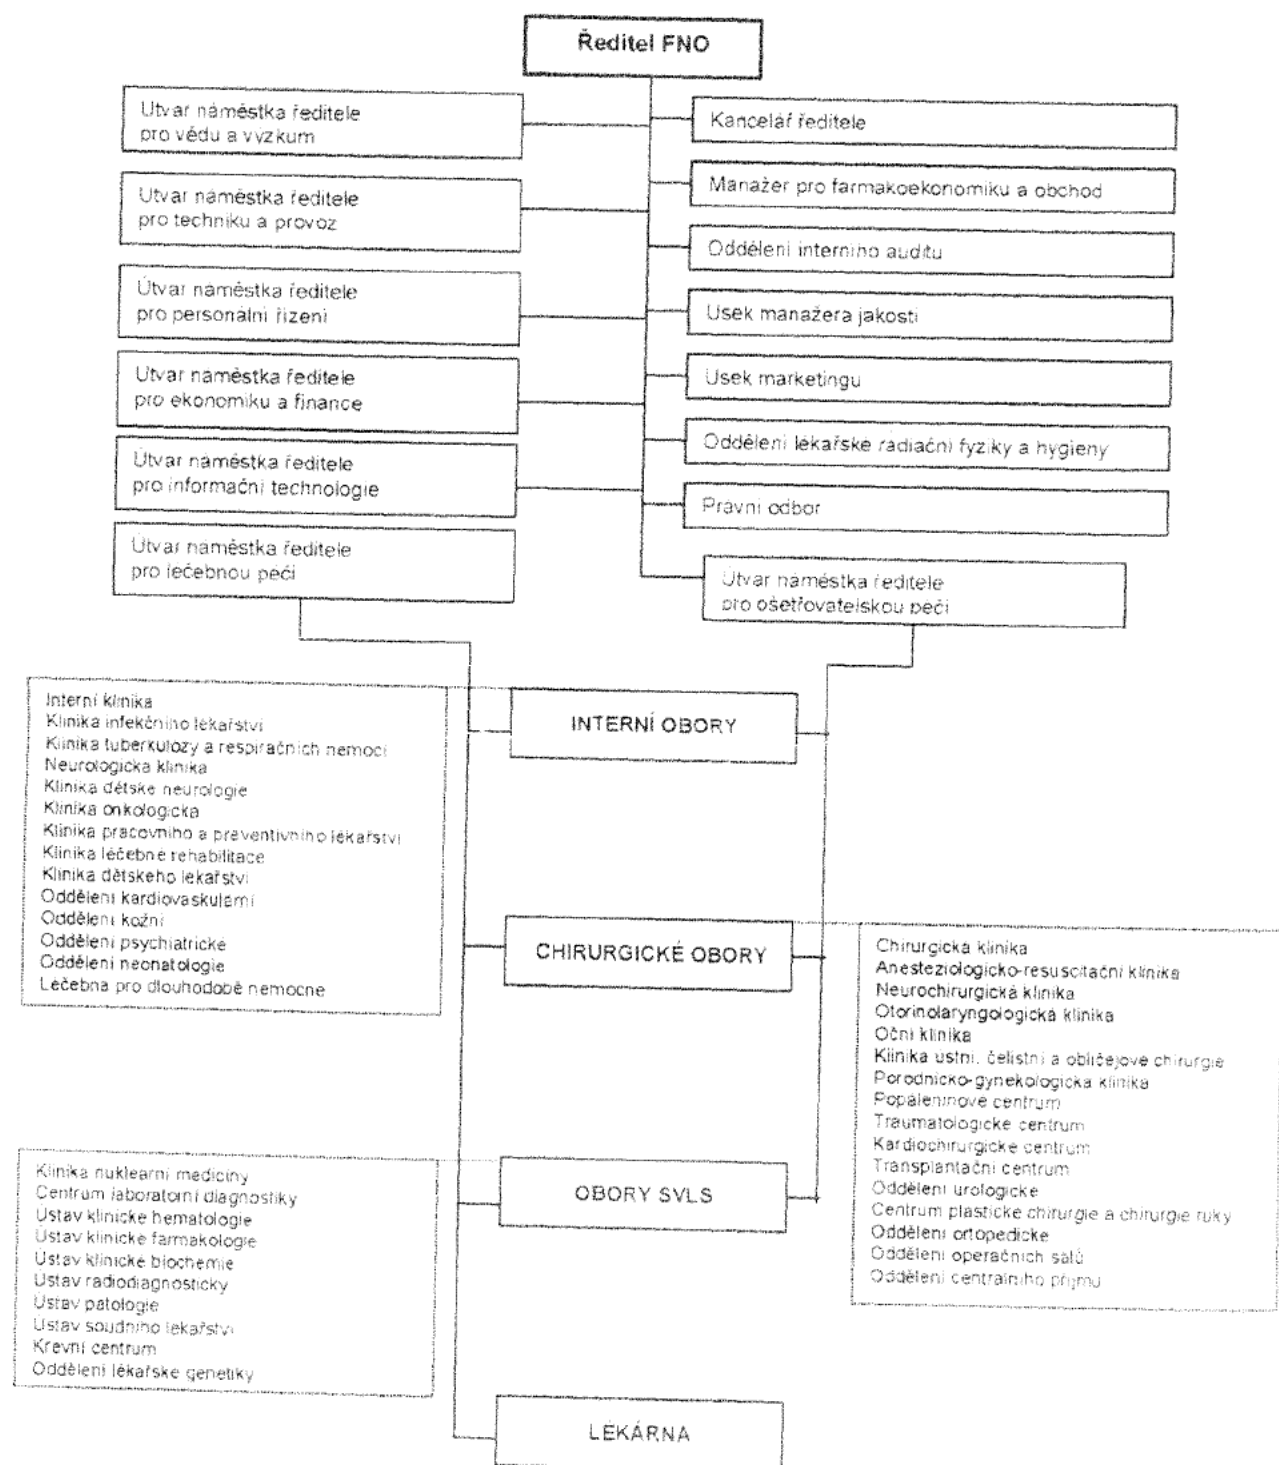 Ředitel FNO
Útvar náměstka ředitele
pro vědu a výzkum
Útvar náměstka ředitele
pro techniku a provoz
Útvar náměstka ředitele
pro personální řízení
Útvar náměstka ředitele
pro ekonomiku a finance
Útvar náměstka ředitele
pro informační technologie
Útvar náměstka ředitele
pro léčebnou péči
Kancelář ředitele
Manažer pro farmakoekonomiku a obchod
Oddělení interního auditu
Úsek manažera jakosti
Úsek marketingu
Oddělení lékařské radiační fyziky a hygieny
Právní odbor
Útvar náměstka ředitele
pro ošetřovatelskou péči
INTERNÍ OBORY
Interní klinika
Klinika infekčního lékařství
Klinika tuberkulózy a respiračních nemocí
Neurologická klinika
Klinika dětské neurologie
Klinika onkologická
Klinika pracovního a preventivního lékařství
Klinika léčebné rehabilitace
Klinika dětského lékařství
Oddělení kardiovaskulární
Oddělení kožní
Oddělení psychiatrické
Oddělení neonatologie
Léčebna pro dlouhodobě nemocné
CHIRURGICKÉ OBORY
Chirurgická klinika
Anesteziologicko-resuscitační klinika
Neurochirurgická klinika
Otorinolaryngologická klinika
Oční klinika
Klinika ústní, čelistní a obličejové chirurgie
Porodnicko-gynekologická klinika
Popáleninové centrum
Traumatologické centrum
Kardiochirurgické centrum
Transplantační centrum
Oddělení urologické
Centrum plastické chirurgie a chirurgie ruky
Oddělení ortopedické
Oddělení operačních sálů
Oddělení centrálního příjmu
OBORY SVLS
Klinika nukleární medicíny
Centrum laboratorní diagnostiky
Ústav klinické hematologie
Ústav klinické farmakologie
Ústav klinické biochemie
Ústav radiodiagnostický
Ústav patologie
Ústav soudního lékařství
Krevní centrum
Oddělení lékařské genetiky
LÉKÁRNA